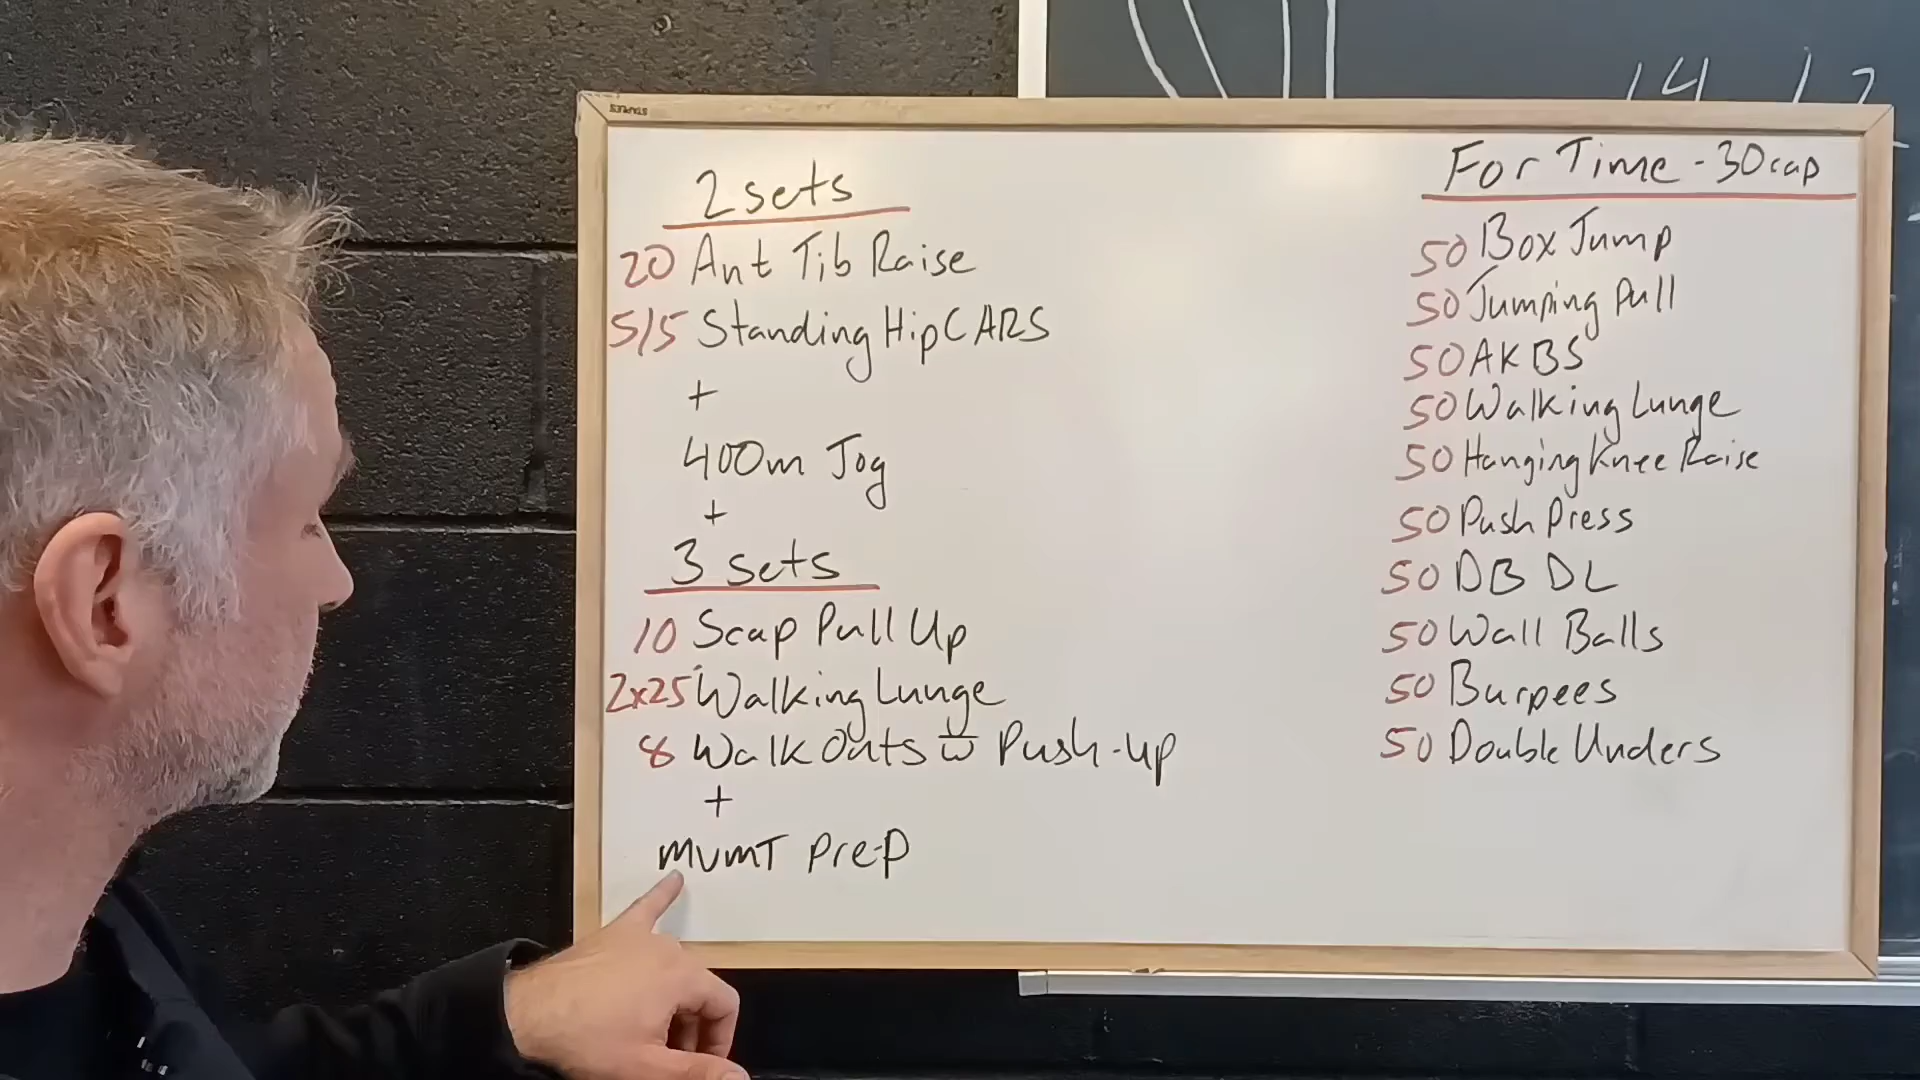 STAPLES
14 12
2 sets
20 Ant Tib Raise
5/5 Standing Hip CARS
+
400m Jog
+
3 sets
10 Scap Pull Up
2x25' Walking Lunge
8 Walk Outs w̅ Push-up
+
MVMT Prep
For Time - 30cap
50 Box Jump
50 Jumping Pull
50 AKBS
50 Walking Lunge
50 Hanging Knee Raise
50 Push Press
50 DB DL
50 Wall Balls
50 Burpees
50 Double Unders